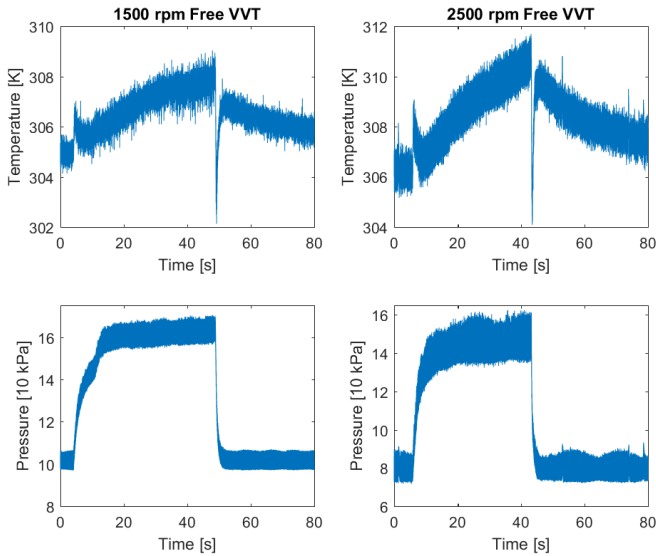 1500 rpm Free VVT
2500 rpm Free VVT
310
308
306
304
302
Temperature [K]
0 20 40 60 80
Time [s]
312
310
308
306
304
Temperature [K]
0 20 40 60 80
Time [s]
16
14
12
10
8
Pressure [10 kPa]
0 20 40 60 80
Time [s]
16
14
12
10
8
6
Pressure [10 kPa]
0 20 40 60 80
Time [s]